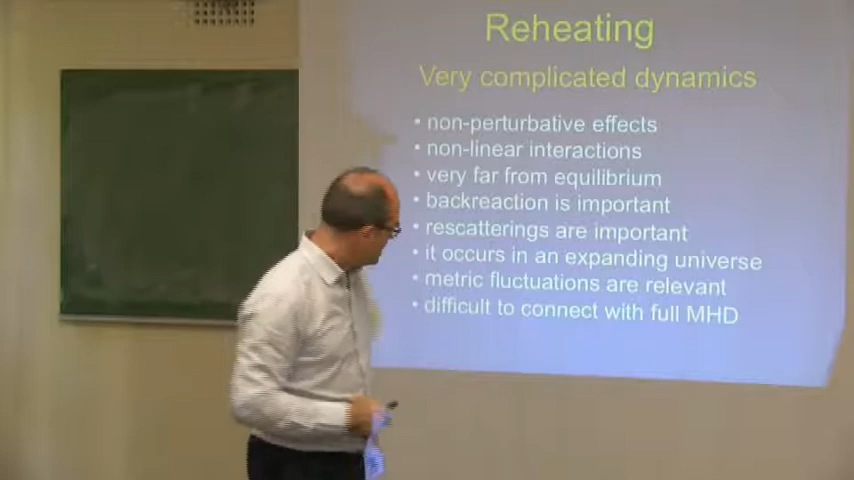 Reheating
Very complicated dynamics
• non-perturbative effects
• non-linear interactions
• very far from equilibrium
• backreaction is important
• rescatterings are important
• it occurs in an expanding universe
• metric fluctuations are relevant
• difficult to connect with full MHD